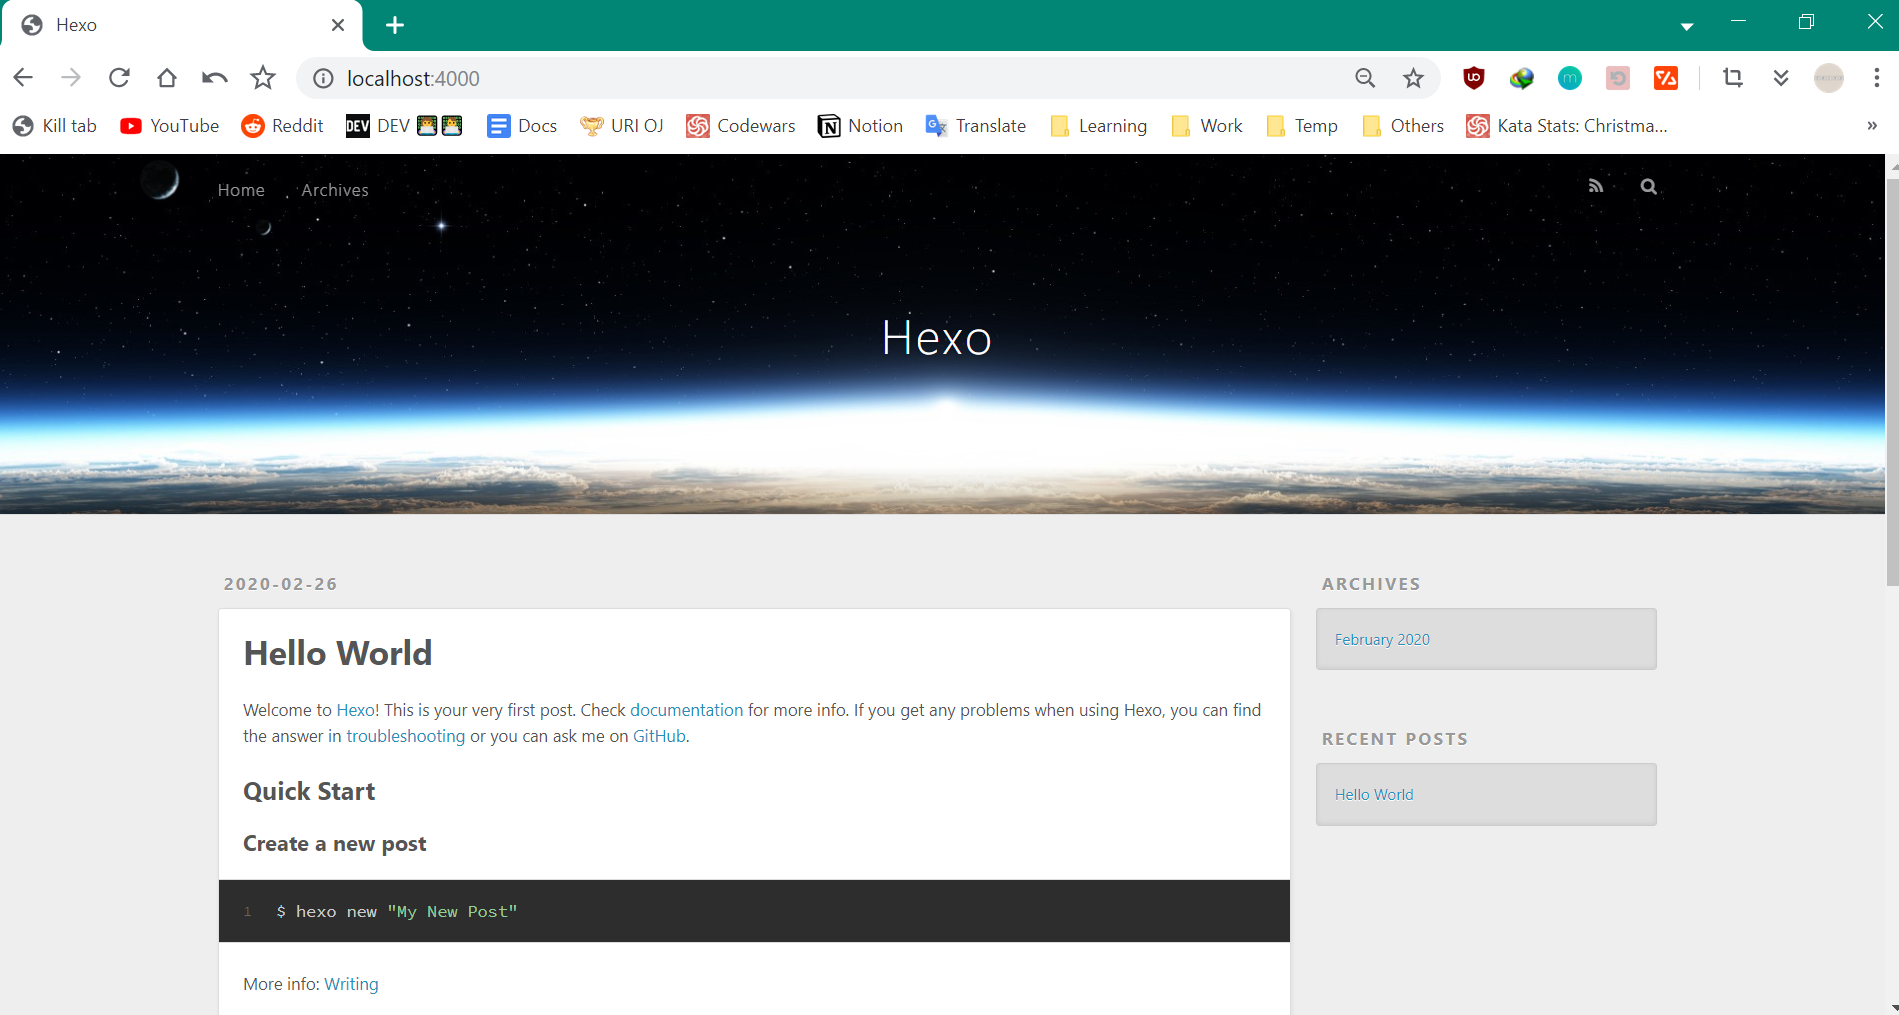 Hexo
localhost:4000
Kill tab YouTube Reddit DEV DEV 👨‍💻👩‍💻 Docs URI OJ Codewars Notion Translate Learning Work Temp Others Kata Stats: Christma... »
Home Archives
Hexo
2020-02-26
Hello World
Welcome to Hexo! This is your very first post. Check documentation for more info. If you get any problems when using Hexo, you can find
the answer in troubleshooting or you can ask me on GitHub.
Quick Start
Create a new post
1 $ hexo new "My New Post"
More info: Writing
ARCHIVES
February 2020
RECENT POSTS
Hello World